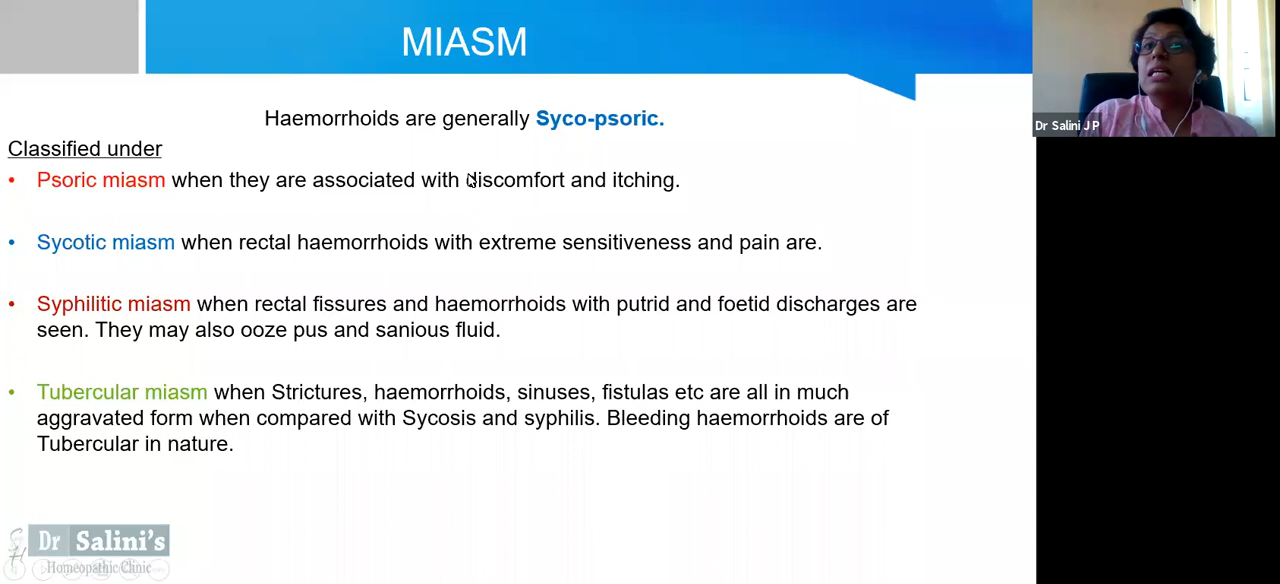 MIASM
Haemorrhoids are generally Syco-psoric.
Classified under
• Psoric miasm when they are associated with discomfort and itching.
• Sycotic miasm when rectal haemorrhoids with extreme sensitiveness and pain are.
• Syphilitic miasm when rectal fissures and haemorrhoids with putrid and foetid discharges are
seen. They may also ooze pus and sanious fluid.
• Tubercular miasm when Strictures, haemorrhoids, sinuses, fistulas etc are all in much
aggravated form when compared with Sycosis and syphilis. Bleeding haemorrhoids are of
Tubercular in nature.
Dr Salini's
Homeopathic Clinic
Dr Salini J P